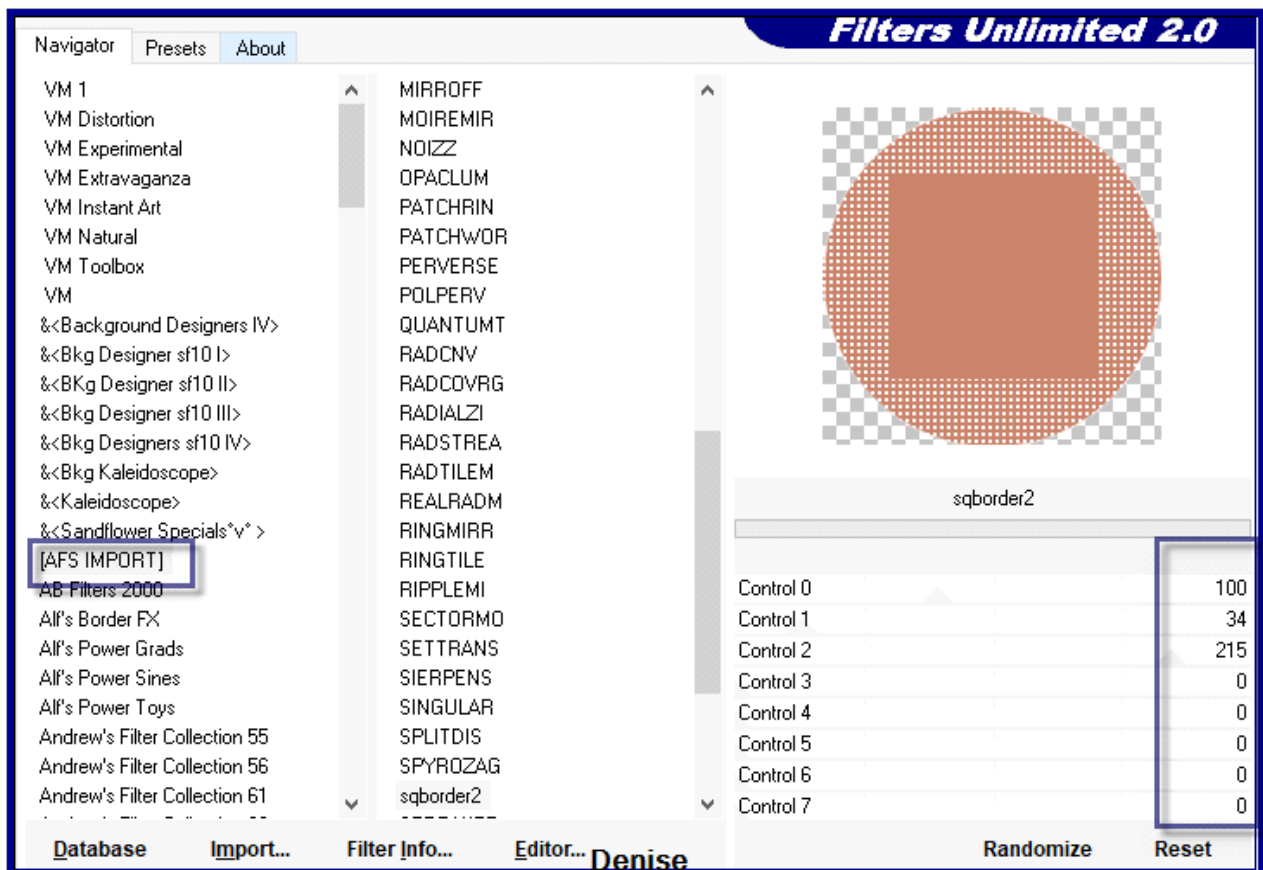 Filters Unlimited 2.0
Navigator Presets About
VM 1
VM Distortion
VM Experimental
VM Extravaganza
VM Instant Art
VM Natural
VM Toolbox
VM
&<Background Designers IV>
&<Bkg Designer sf10 I>
&<BKg Designer sf10 II>
&<Bkg Designer sf10 III>
&<Bkg Designers sf10 IV>
&<Bkg Kaleidoscope>
&<Kaleidoscope>
&<Sandflower Specials°v° >
[AFS IMPORT]
AB Filters 2000
Alf's Border FX
Alf's Power Grads
Alf's Power Sines
Alf's Power Toys
Andrew's Filter Collection 55
Andrew's Filter Collection 56
Andrew's Filter Collection 61
MIRROFF
MOIREMIR
NOIZZ
OPACLUM
PATCHRIN
PATCHWOR
PERVERSE
POLPERV
QUANTUMT
RADCNV
RADCOVRG
RADIALZI
RADSTREA
RADTILEM
REALRADM
RINGMIRR
RINGTILE
RIPPLEMI
SECTORMO
SETTRANS
SIERPENS
SINGULAR
SPLITDIS
SPYROZAG
sqborder2
sqborder2
Control 0 100
Control 1 34
Control 2 215
Control 3 0
Control 4 0
Control 5 0
Control 6 0
Control 7 0
Database Import... Filter Info... Editor... Denise Randomize Reset